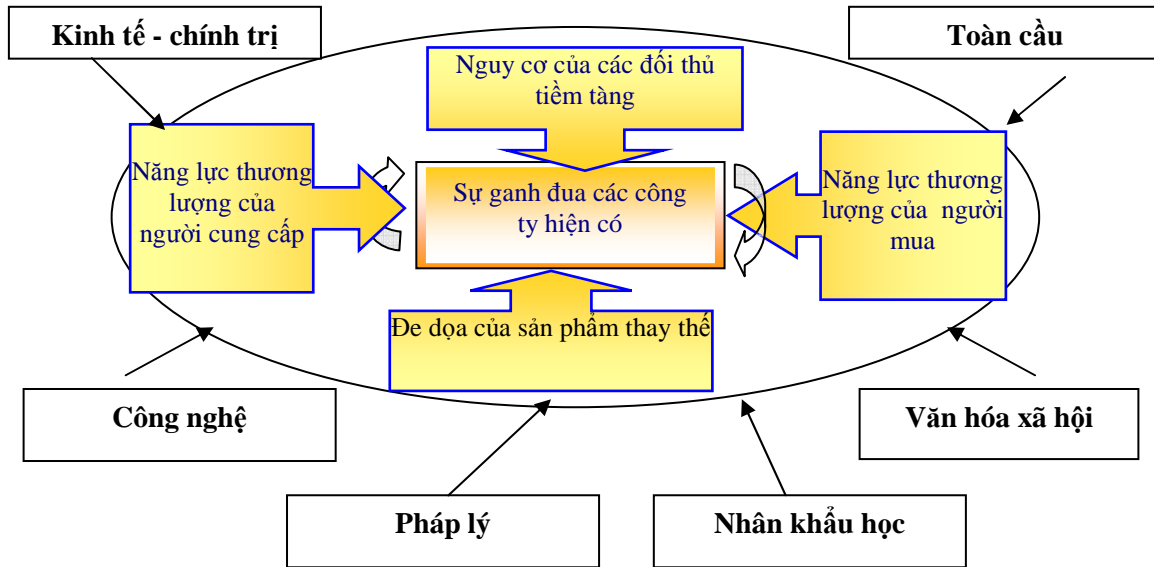 Kinh tế - chính trị
Toàn cầu
Nguy cơ của các đối thủ
tiềm tàng
Năng lực thương
lượng của
người cung cấp
Sự ganh đua các công
ty hiện có
Năng lực thương
lượng của người
mua
Đe dọa của sản phẩm thay thế
Công nghệ
Văn hóa xã hội
Pháp lý
Nhân khẩu học